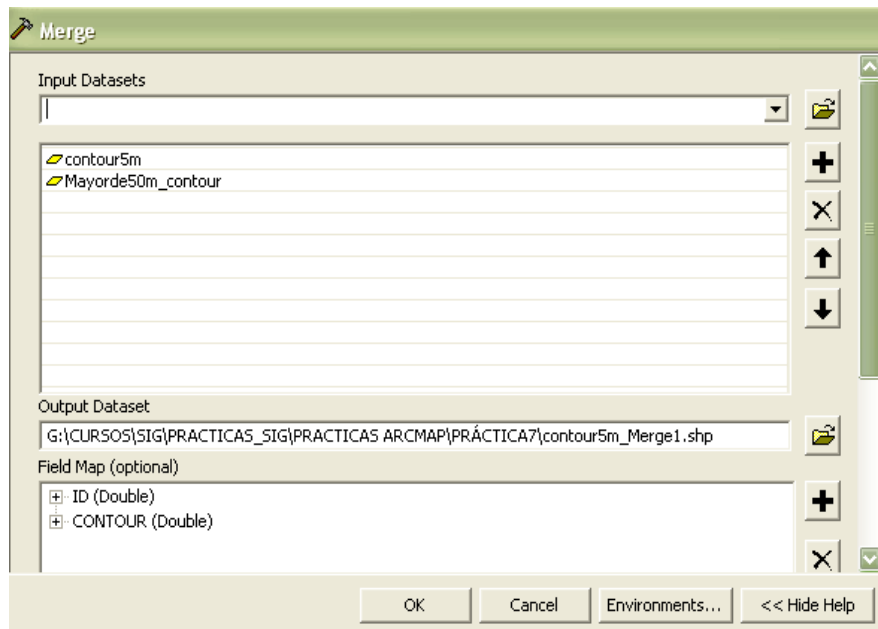 Merge
Input Datasets
contour5m
Mayorde50m_contour
Output Dataset
G:\CURSOS\SIG\PRACTICAS_SIG\PRACTICAS ARCMAP\PRÁCTICA7\contour5m_Merge1.shp
Field Map (optional)
ID (Double)
CONTOUR (Double)
OK Cancel Environments... << Hide Help